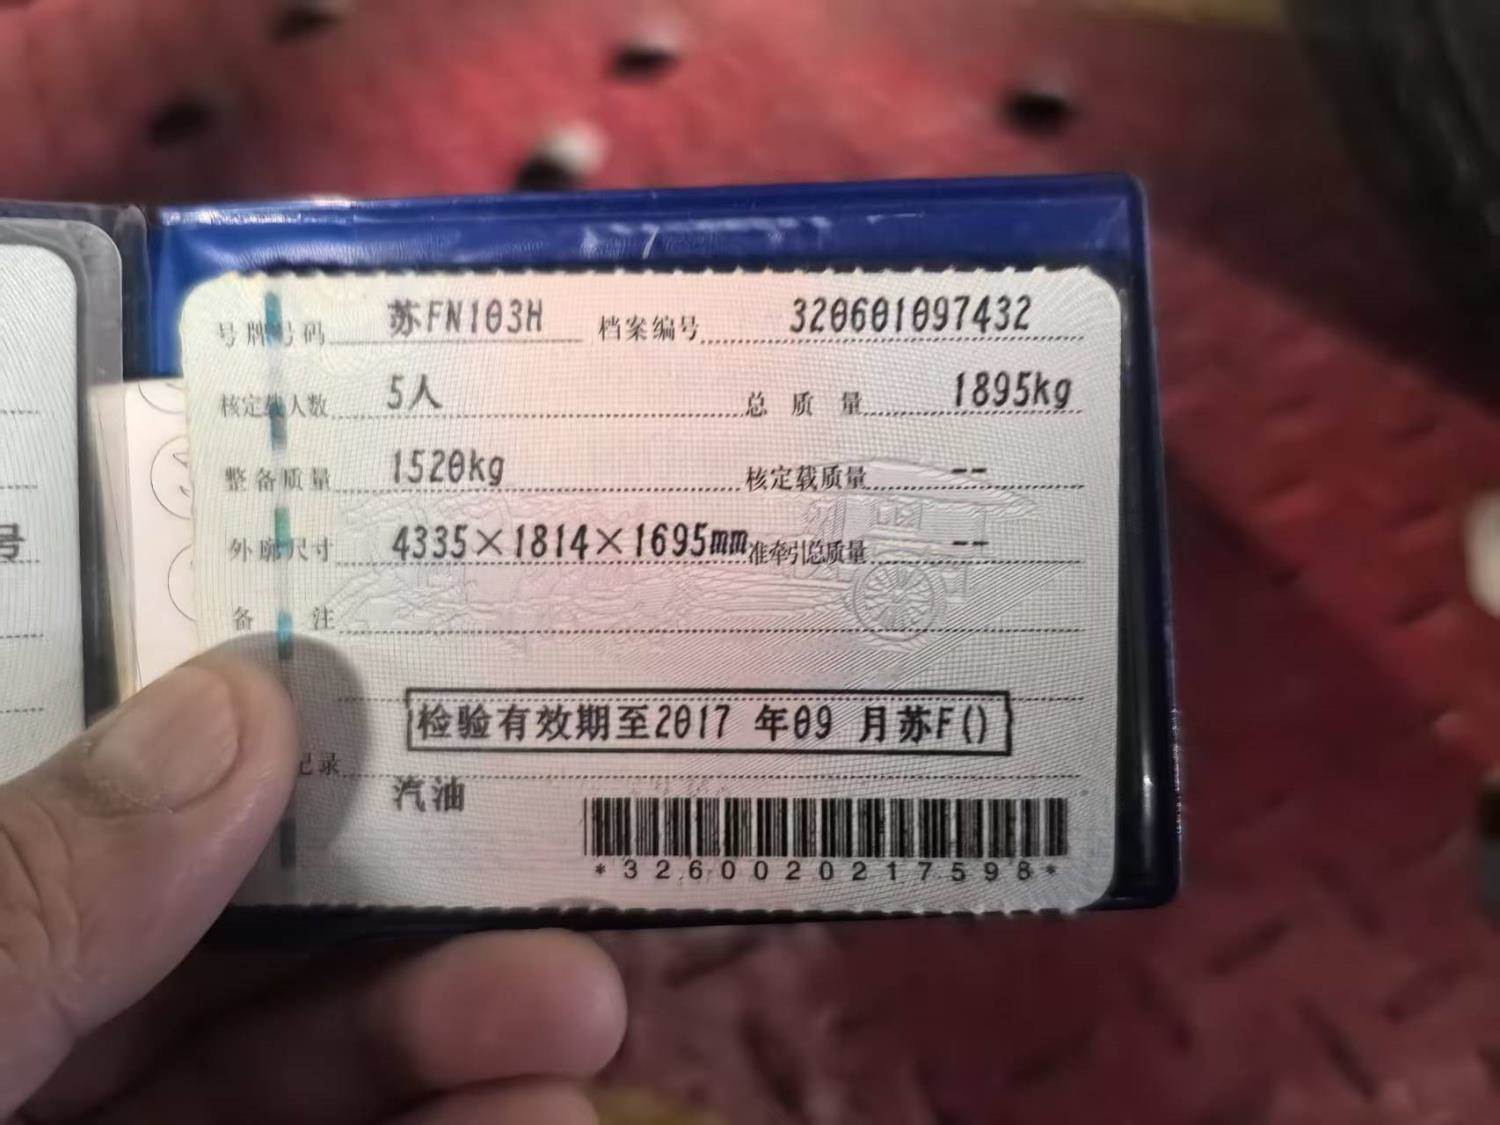 号牌号码 苏FN103H 档案编号 320601097432
核定载人数 5人 总质量 1895kg
整备质量 1520kg 核定载质量 --
外廓尺寸 4335×1814×1695mm 准牵引总质量 --
备注
检验有效期至2017 年09 月苏F()
记录
汽油
*3260020217598*
号